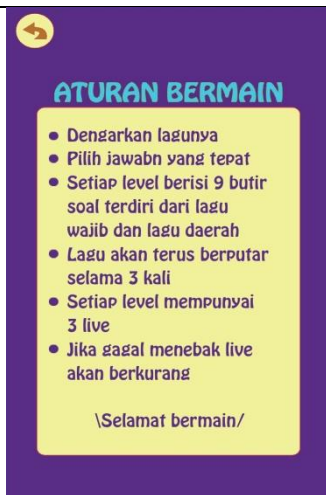 ATURAN BERMAIN
• Dengarkan lagunya
• Pilih jawabn yang tepat
• Setiap level berisi 9 butir
soal terdiri dari lagu
wajib dan lagu daerah
• Lagu akan terus berputar
selama 3 kali
• Setiap level mempunyai
3 live
• Jika gagal menebak live
akan berkurang
\Selamat bermain/